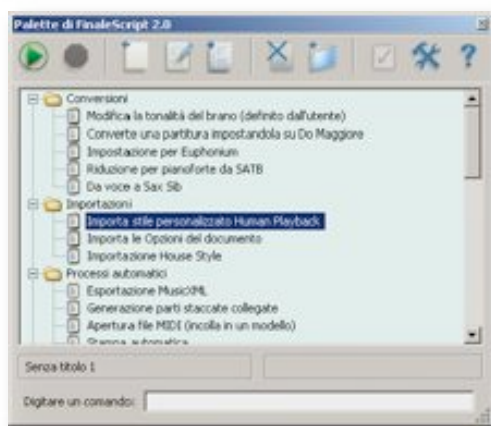 Palette di FinaleScript 2.0
Conversioni
Modifica la tonalità del brano (definito dall'utente)
Converte una partitura impostandola su Do Maggiore
Impostazione per Euphonium
Riduzione per pianoforte da SATB
Da voce a Sax Sib
Importazioni
Importa stile personalizzato Human Playback
Importa le Opzioni del documento
Importazione House Style
Processi automatici
Esportazione MusicXML
Generazione parti staccate collegate
Apertura file MIDI (incolla in un modello)
Stampa automatica
Senza titolo 1
Digitare un comando: